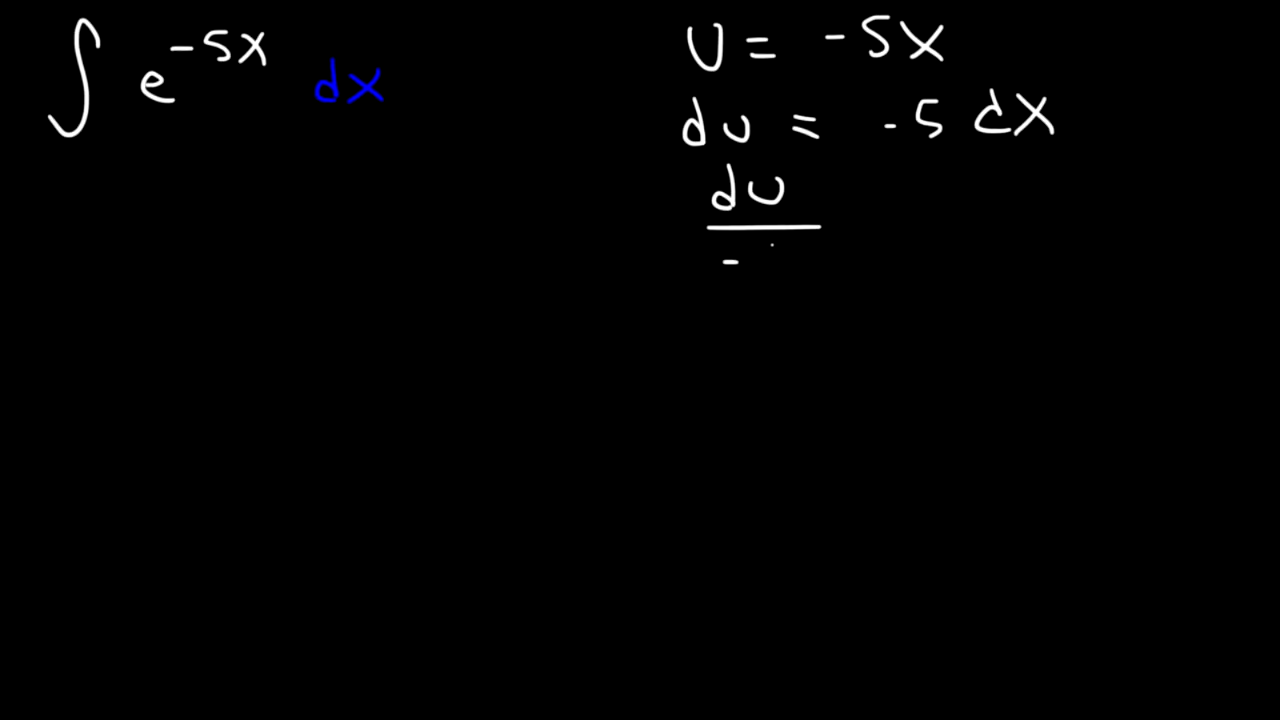 ∫ e^{-5x} dx
U = -5x
du = -5 dx
du
-